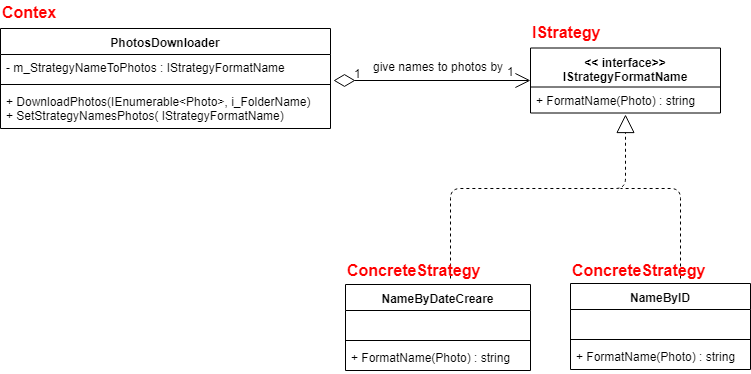 Contex
PhotosDownloader
- m_StrategyNameToPhotos : IStrategyFormatName
+ DownloadPhotos(IEnumerable<Photo>, i_FolderName)
+ SetStrategyNamesPhotos( IStrategyFormatName)
1
give names to photos by
1
IStrategy
<< interface>>
IStrategyFormatName
+ FormatName(Photo) : string
ConcreteStrategy
NameByDateCreare
+ FormatName(Photo) : string
ConcreteStrategy
NameByID
+ FormatName(Photo) : string